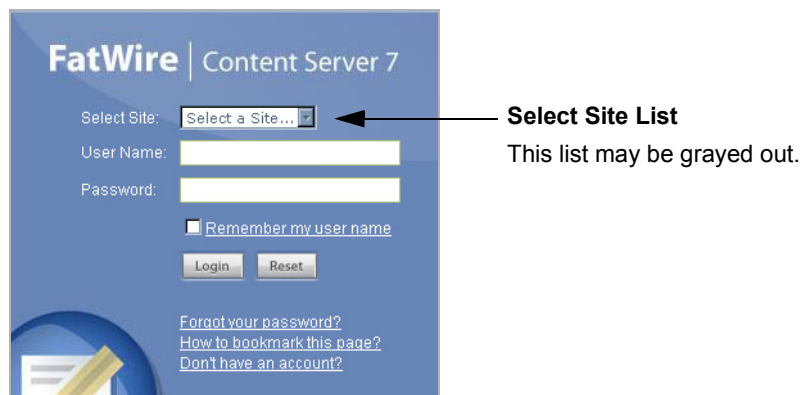 FatWire | Content Server 7
Select Site: Select a Site...
Select Site List
This list may be grayed out.
User Name:
Password:
Remember my user name
Login Reset
Forgot your password?
How to bookmark this page?
Don't have an account?